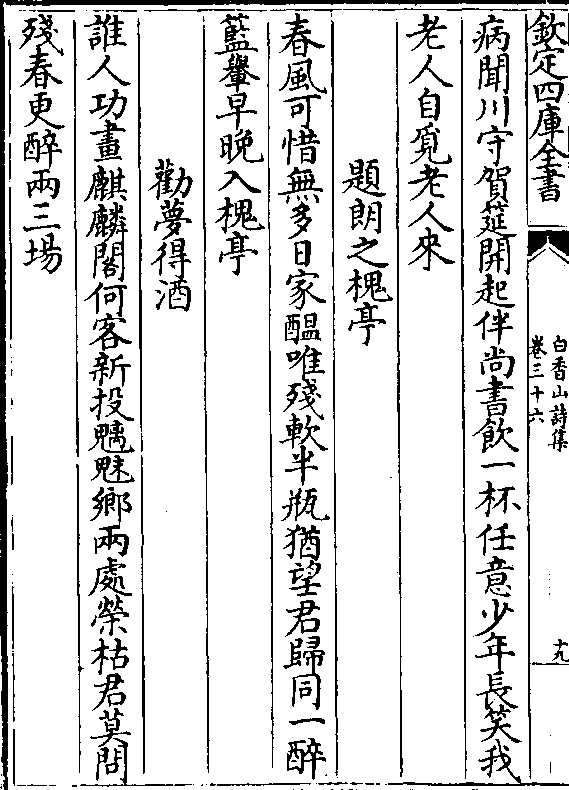 欽定四庫全書
白香山詩集
卷三十六
十九
病聞川守賀筵開起伴尚書飲一杯任意少年長笑我
老人自覓老人來
題朗之槐亭
春風可惜無多日家醖唯殘軟半瓶猶望君歸同一醉
籃轝早晚入槐亭
勸夢得酒
誰人功畫麒麟閣何客新投魑魅鄉兩處榮枯君莫問
殘春更醉兩三場